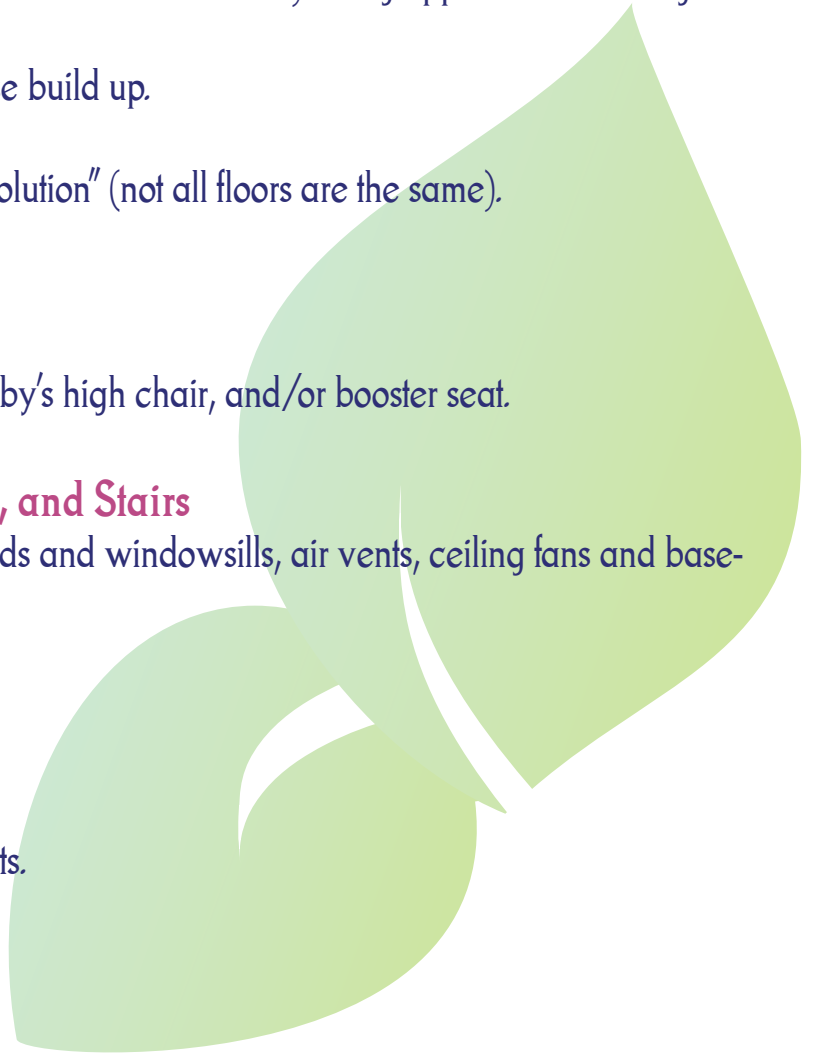 e build up.
olution" (not all floors are the same).
by's high chair, and/or booster seat.
, and Stairs
ds and windowsills, air vents, ceiling fans and base-
ts.